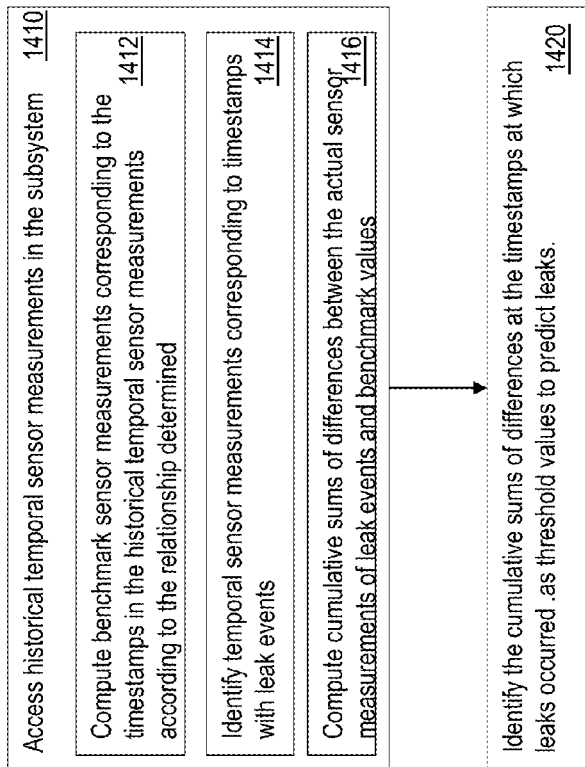 Access historical temporal sensor measurements in the subsystem 1410
Compute benchmark sensor measurements corresponding to the 1412
timestamps in the historical temporal sensor measurements
according to the relationship determined
Identify temporal sensor measurements corresponding to timestamps 1414
with leak events
Compute cumulative sums of differences between the actual sensor 1416
measurements of leak events and benchmark values
Identify the cumulative sums of differences at the timestamps at which
leaks occurred .as threshold values to predict leaks. 1420